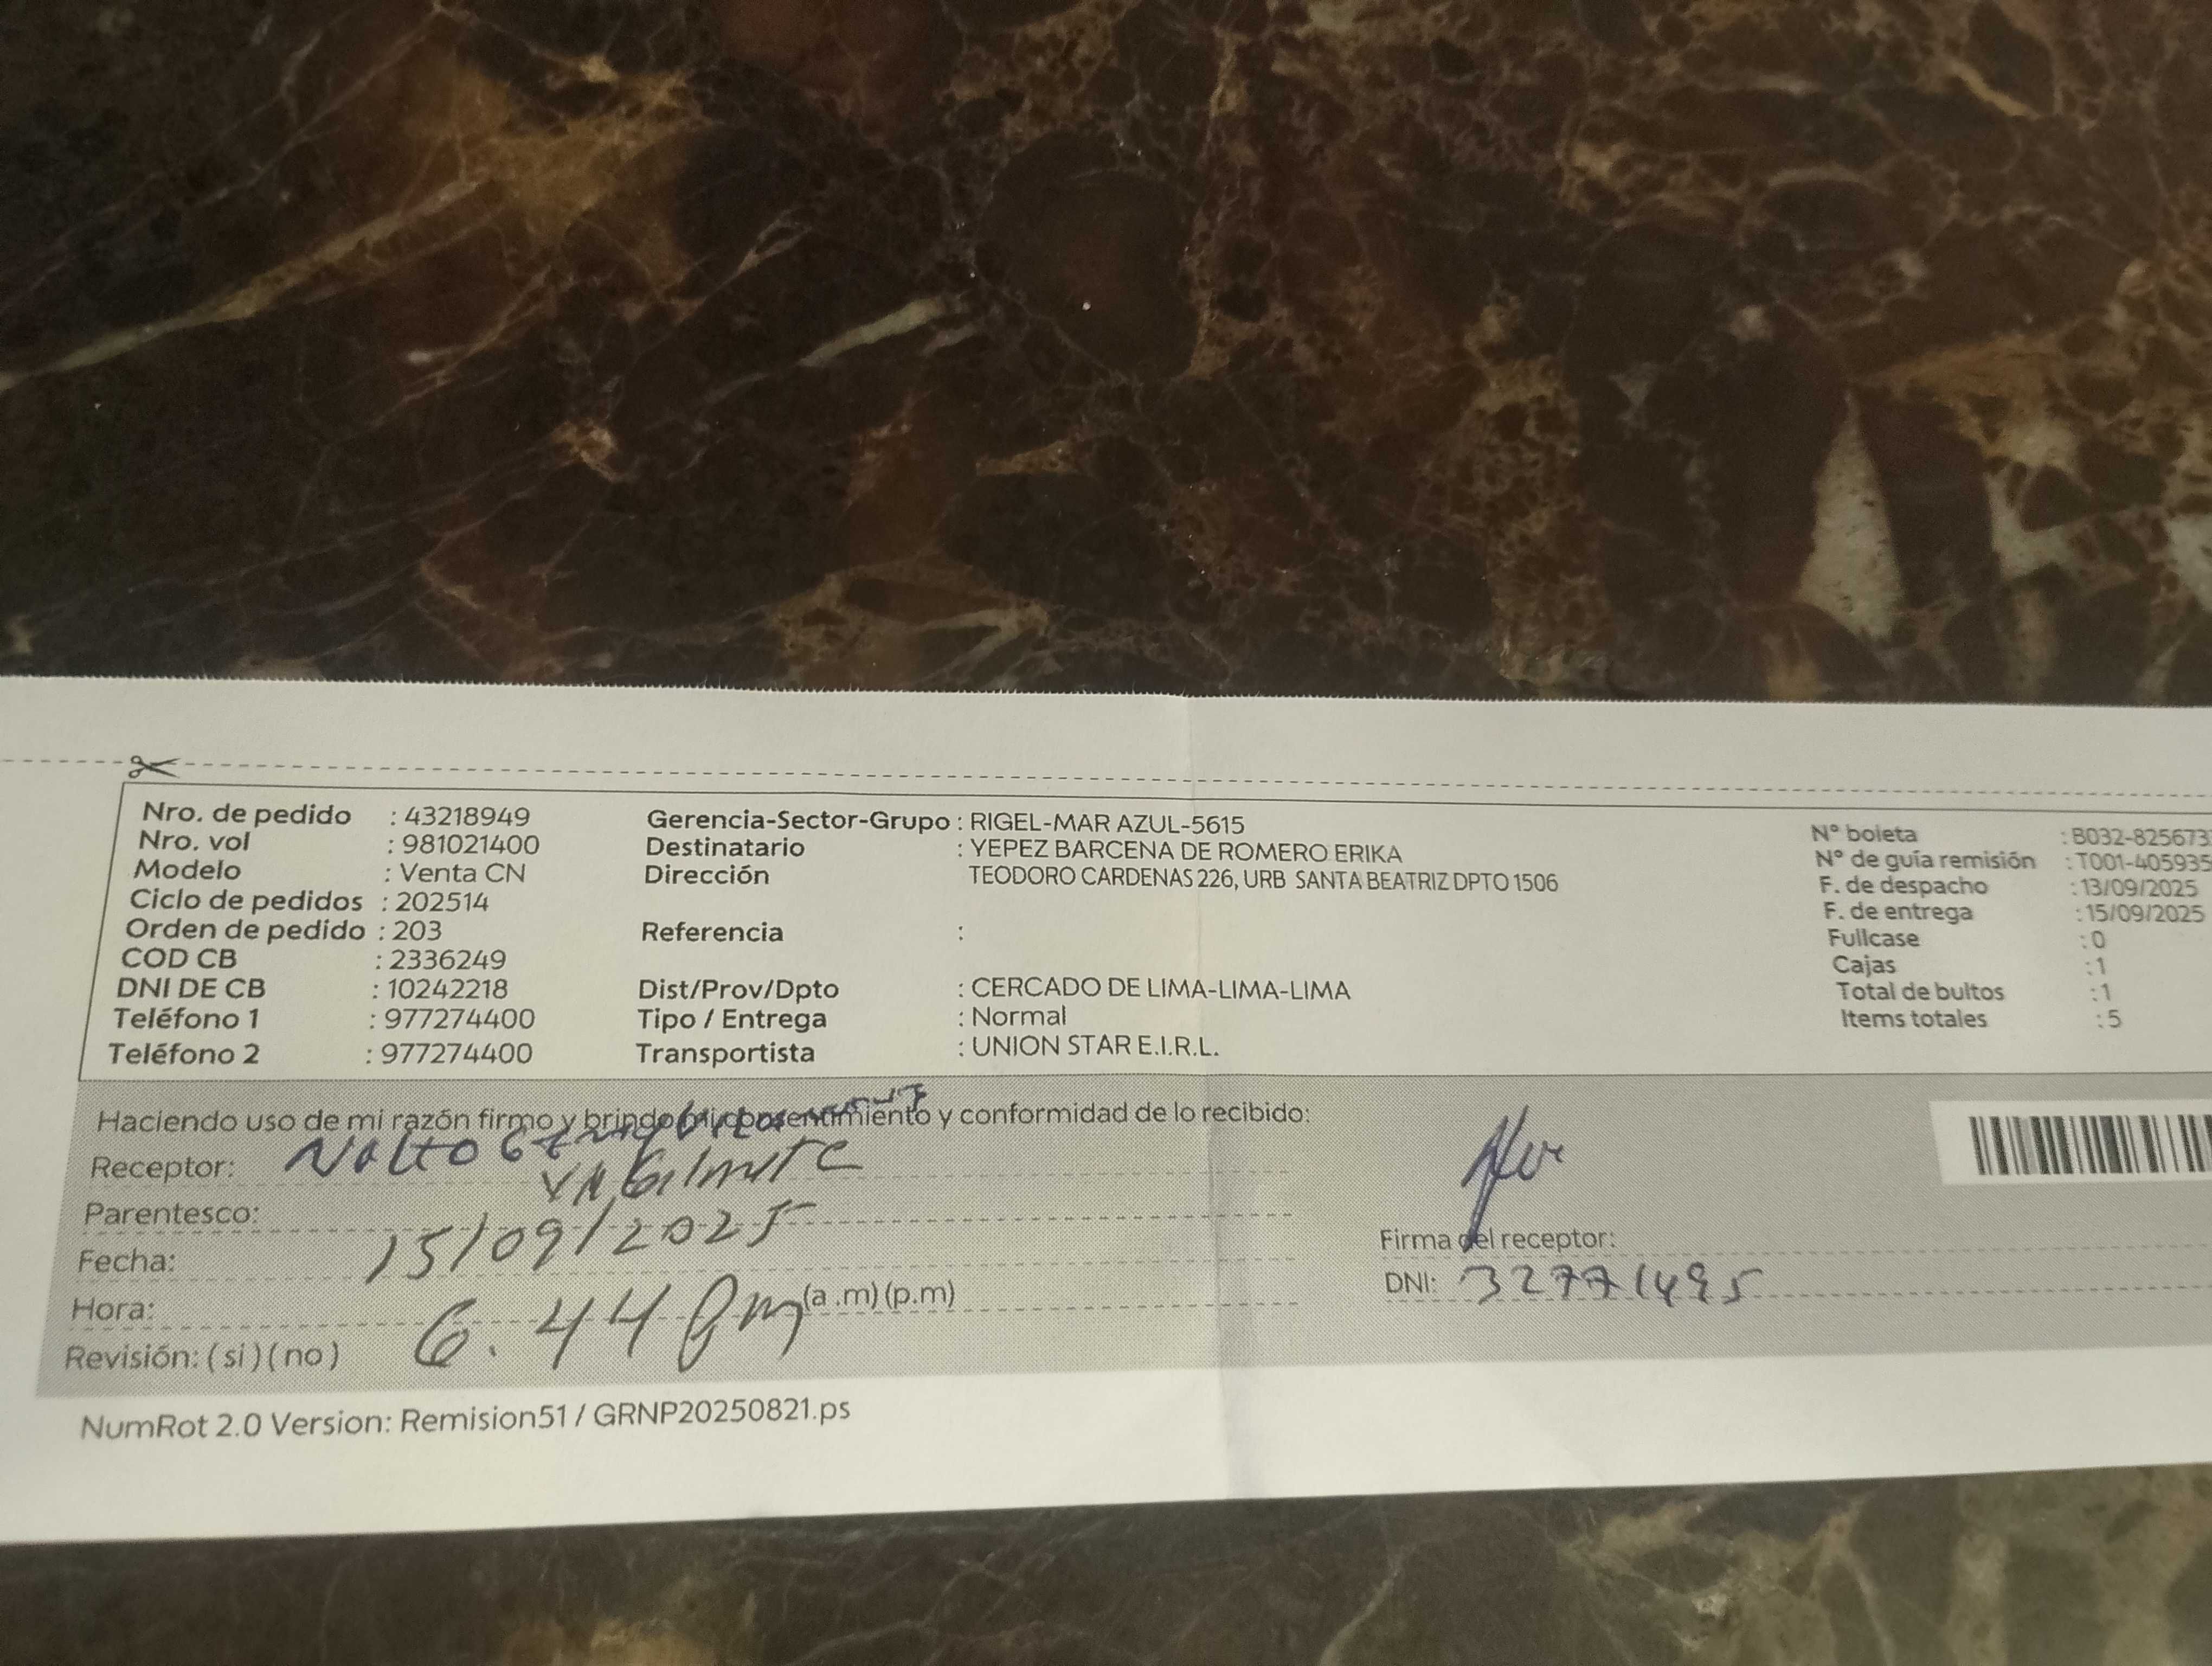 Nro. de pedido : 43218949
Nro. vol : 981021400
Modelo : Venta CN
Ciclo de pedidos : 202514
Orden de pedido : 203
COD CB : 2336249
DNI DE CB : 10242218
Teléfono 1 : 977274400
Teléfono 2 : 977274400
Gerencia-Sector-Grupo : RIGEL-MAR AZUL-5615
Destinatario : YEPEZ BARCENA DE ROMERO ERIKA
Dirección TEODORO CARDENAS 226, URB SANTA BEATRIZ DPTO 1506
Referencia :
Dist/Prov/Dpto : CERCADO DE LIMA-LIMA-LIMA
Tipo / Entrega : Normal
Transportista : UNION STAR E.I.R.L.
N° boleta : B032-825673
N° de guía remisión : T001-405935
F. de despacho : 13/09/2025
F. de entrega : 15/09/2025
Fullcase : 0
Cajas : 1
Total de bultos : 1
Items totales : 5
Haciendo uso de mi razón firmo y brindo mi consentimiento y conformidad de lo recibido:
Receptor:
Parentesco:
Fecha: 15/09/2025
Hora: 6.44 pm (a.m) (p.m)
Revisión: (si) (no)
Firma del receptor:
DNI: 32771495
NumRot 2.0 Version: Remision51 / GRNP20250821.ps